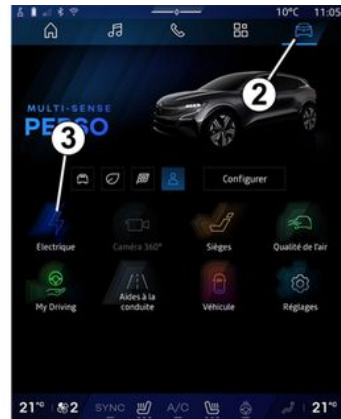 10°C 11:05
2
MULTI-SENSE
PERSO
3
Configurer
Electrique
Caméra 360°
Sièges
Qualité de l'air
My Driving
Aides à la
conduite
Véhicule
Réglages
21°C 2 SYNC A/C 21°C